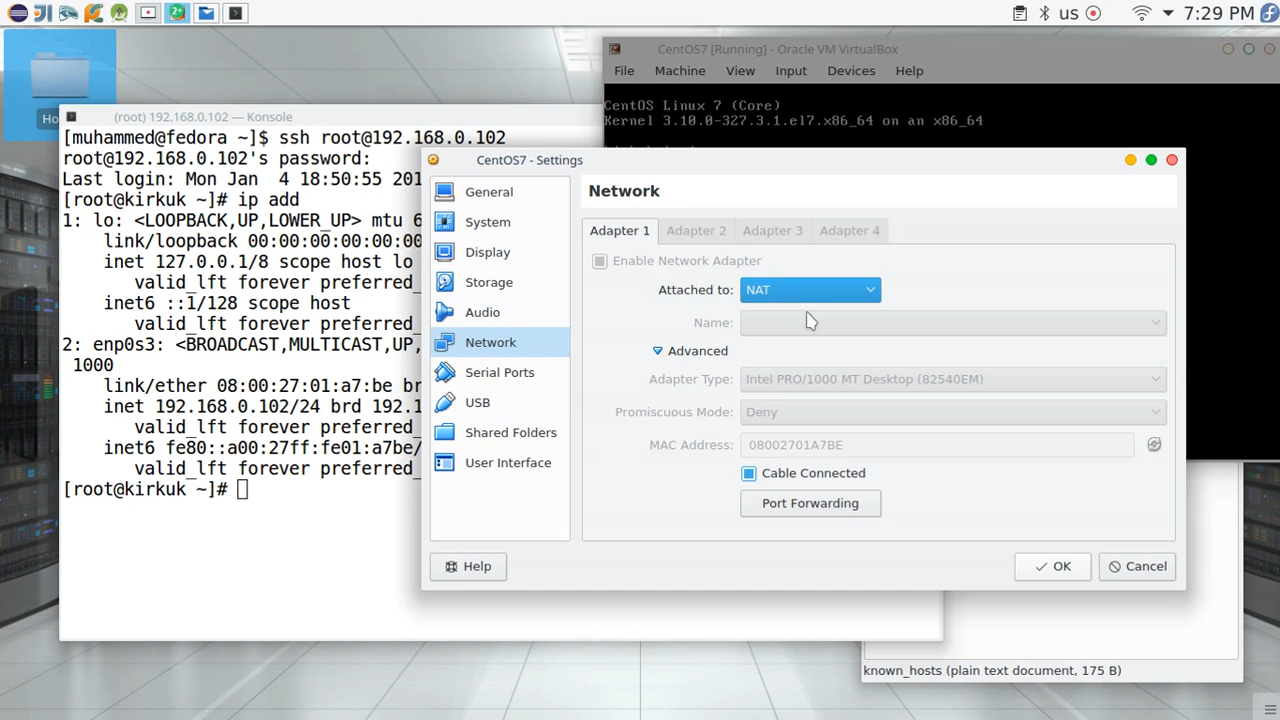 us
7:29 PM
2+
Ho
(root) 192.168.0.102 — Konsole
[muhammed@fedora ~]$ ssh root@192.168.0.102
root@192.168.0.102's password:
Last login: Mon Jan  4 18:50:55 201
[root@kirkuk ~]# ip add
1: lo: <LOOPBACK,UP,LOWER_UP> mtu 6
link/loopback 00:00:00:00:00:00
inet 127.0.0.1/8 scope host lo
valid_lft forever preferred_
inet6 ::1/128 scope host
valid_lft forever preferred_
2: enp0s3: <BROADCAST,MULTICAST,UP,
1000
link/ether 08:00:27:01:a7:be br
inet 192.168.0.102/24 brd 192.1
valid_lft forever preferred_
inet6 fe80::a00:27ff:fe01:a7be/
valid_lft forever preferred_
[root@kirkuk ~]#
CentOS7 [Running] - Oracle VM VirtualBox
File Machine View Input Devices Help
CentOS Linux 7 (Core)
Kernel 3.10.0-327.3.1.el7.x86_64 on an x86_64
CentOS7 - Settings
General
System
Display
Storage
Audio
Network
Serial Ports
USB
Shared Folders
User Interface
Network
Adapter 1 Adapter 2 Adapter 3 Adapter 4
Enable Network Adapter
Attached to: NAT
Name:
Advanced
Adapter Type: Intel PRO/1000 MT Desktop (82540EM)
Promiscuous Mode: Deny
MAC Address: 08002701A7BE
Cable Connected
Port Forwarding
Help
OK
Cancel
known_hosts (plain text document, 175 B)